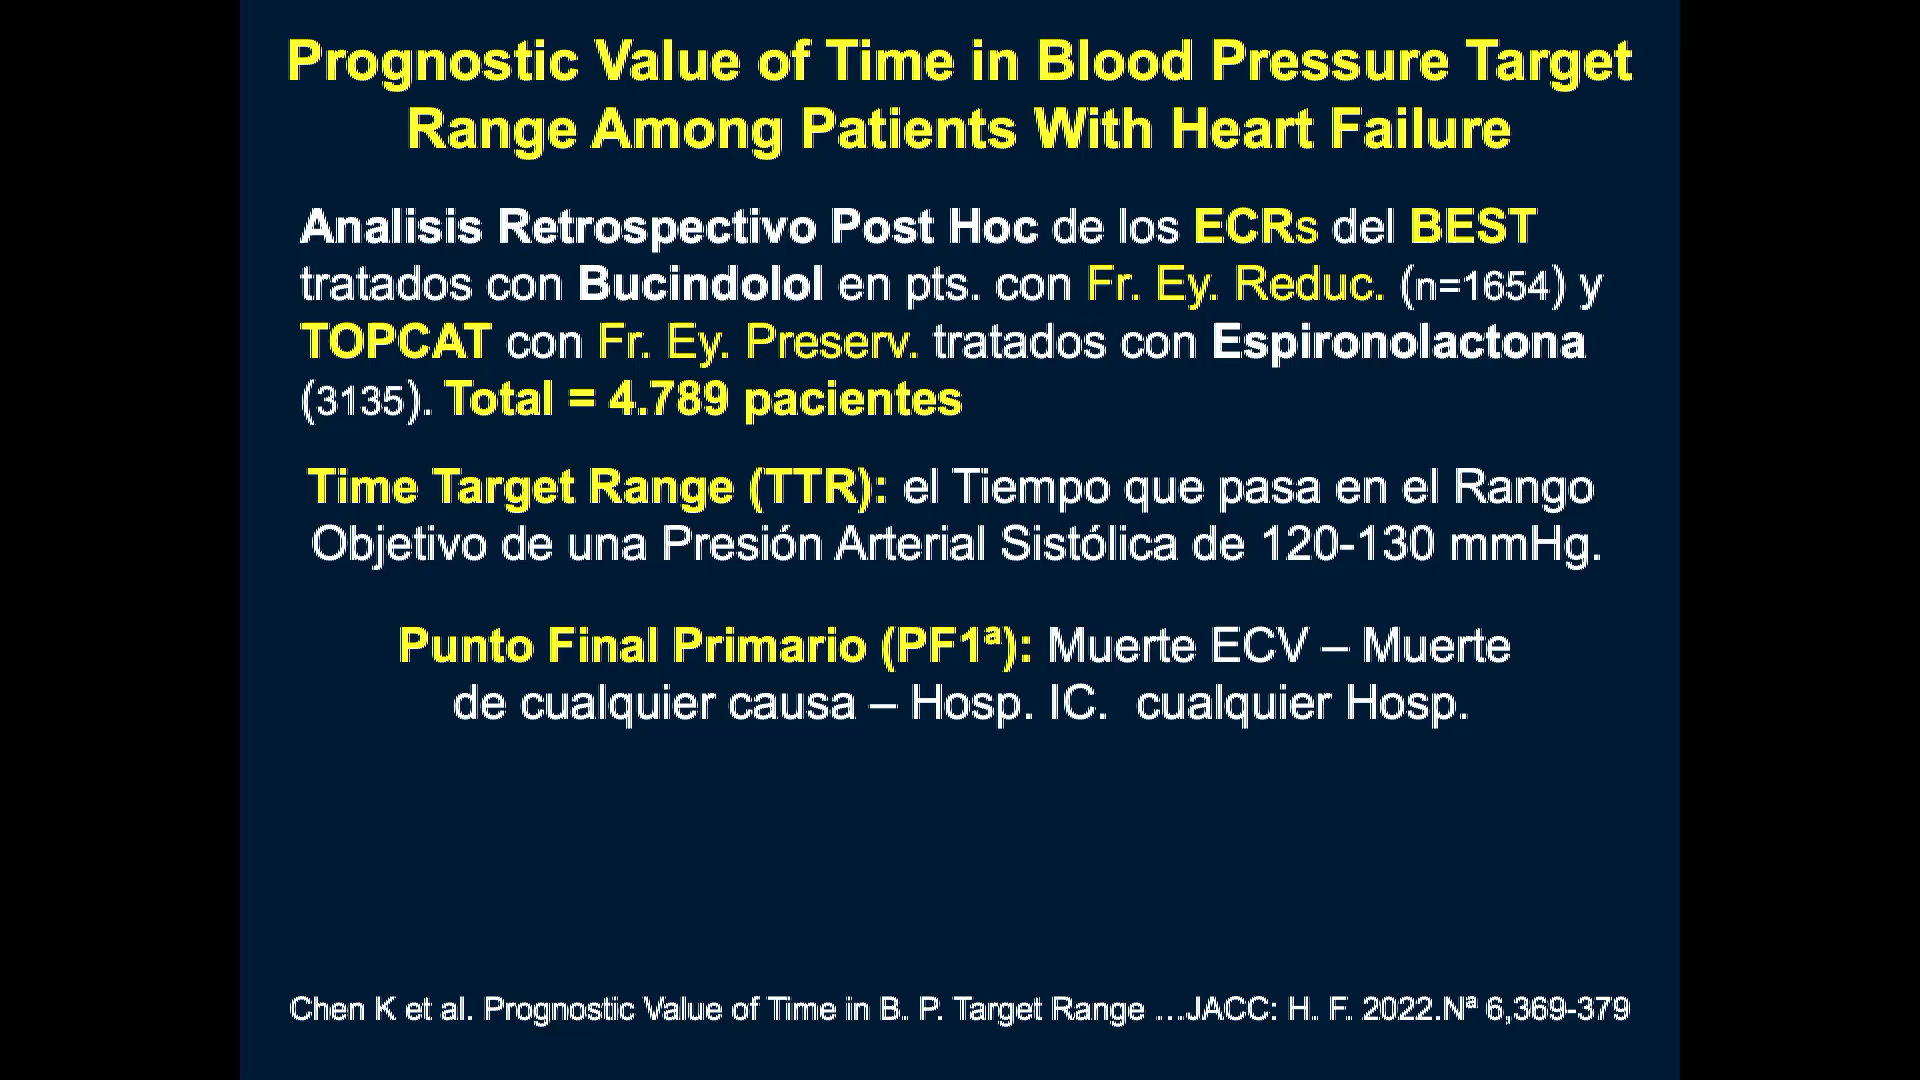 Prognostic Value of Time in Blood Pressure Target
Range Among Patients With Heart Failure
Analisis Retrospectivo Post Hoc de los ECRs del BEST
tratados con Bucindolol en pts. con Fr. Ey. Reduc. (n=1654) y
TOPCAT con Fr. Ey. Preserv. tratados con Espironolactona
(3135). Total = 4.789 pacientes
Time Target Range (TTR): el Tiempo que pasa en el Rango
Objetivo de una Presión Arterial Sistólica de 120-130 mmHg.
Punto Final Primario (PF1ª): Muerte ECV – Muerte
de cualquier causa – Hosp. IC.  cualquier Hosp.
Chen K et al. Prognostic Value of Time in B. P. Target Range ...JACC: H. F. 2022.Nª 6,369-379